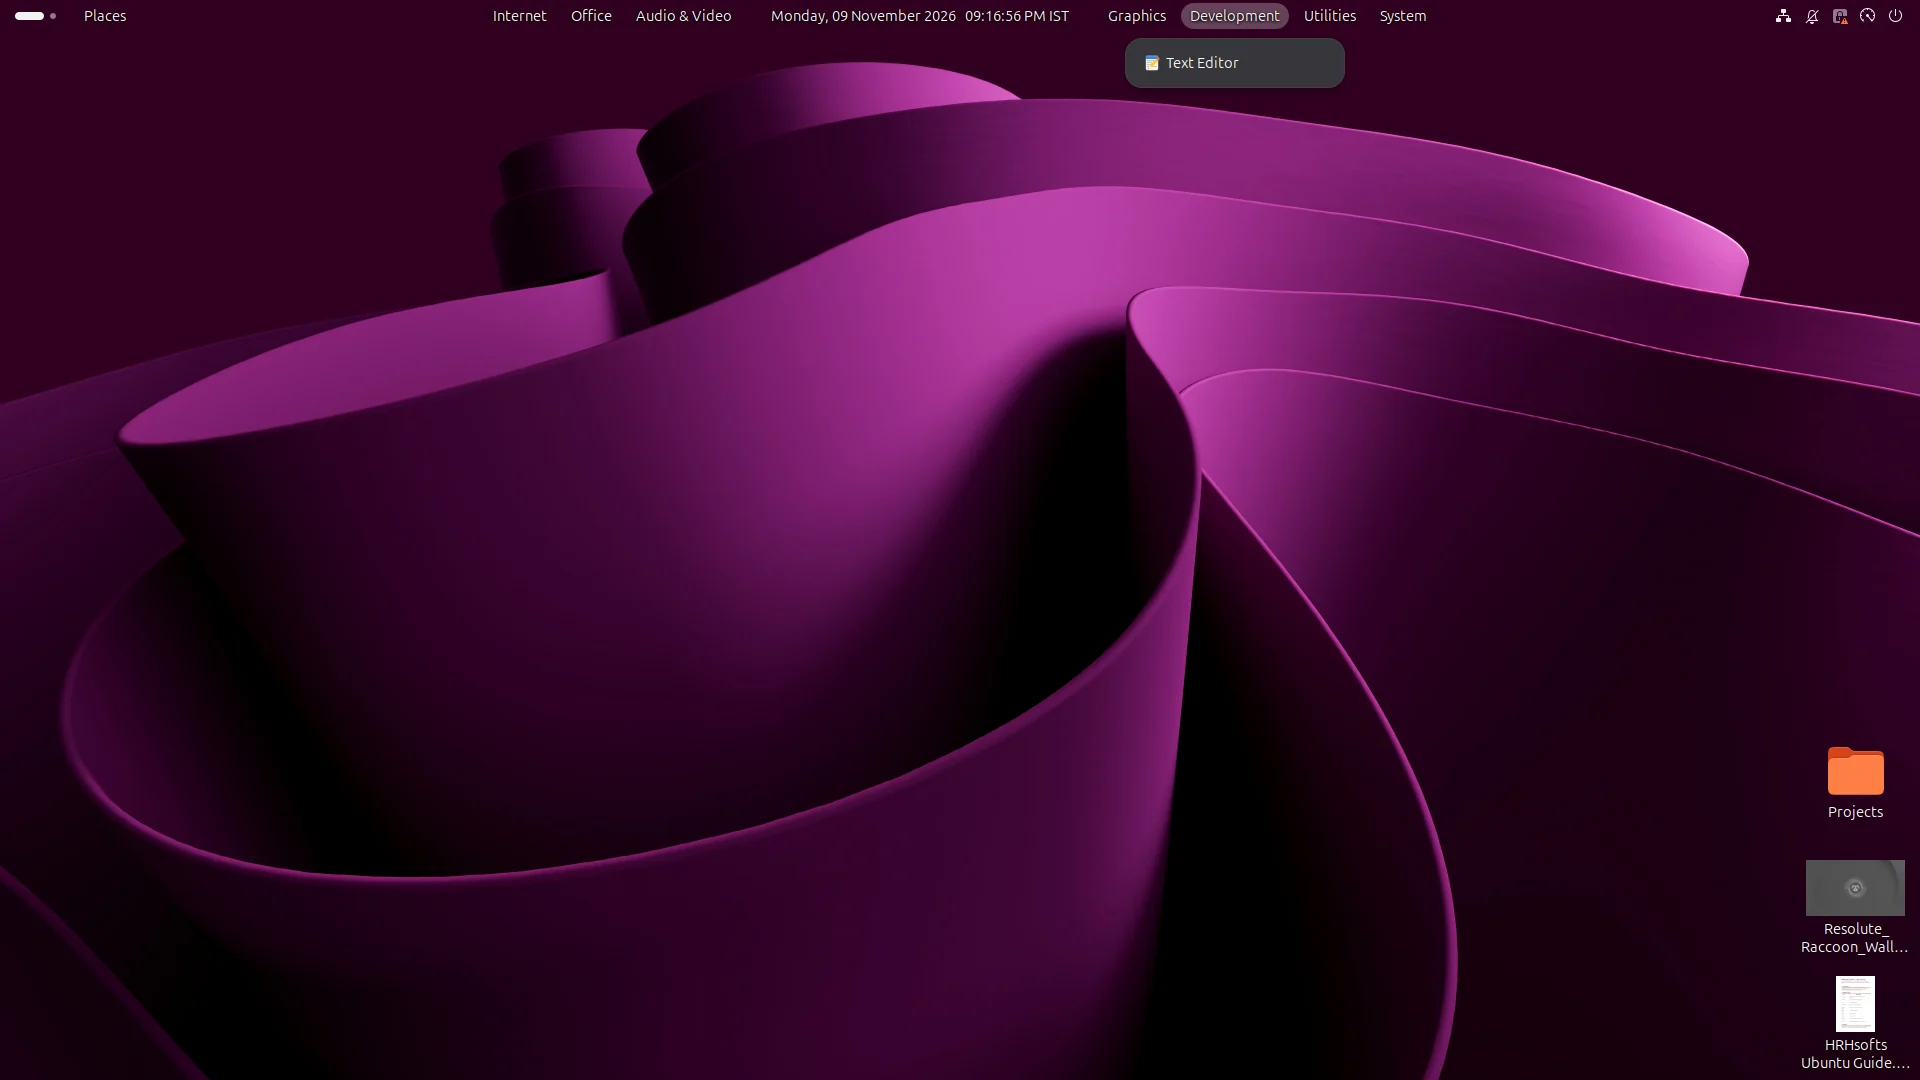 Places
Internet Office Audio & Video Monday, 09 November 2026 09:16:56 PM IST Graphics Development Utilities System
Text Editor
Projects
Resolute_
Raccoon_Wall...
HRHsofts
Ubuntu Guide....